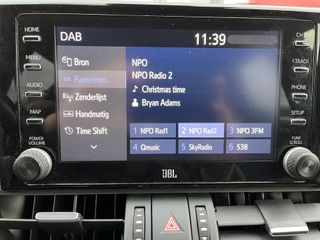 DAB
11:39
HOME
MENU
AUDIO
MAP
POWER
VOLUME
Bron
Favorieten
Zenderlijst
Handmatig
Time Shift
NPO
NPO Radio 2
Christmas time
Bryan Adams
1 NPO Rad1
2 NPO Rad2
3 NPO 3FM
4 Qmusic
5 SkyRadio
6 538
CH
CTRACK
PHONE
SETUP
TUNE
SCROLL
JBL